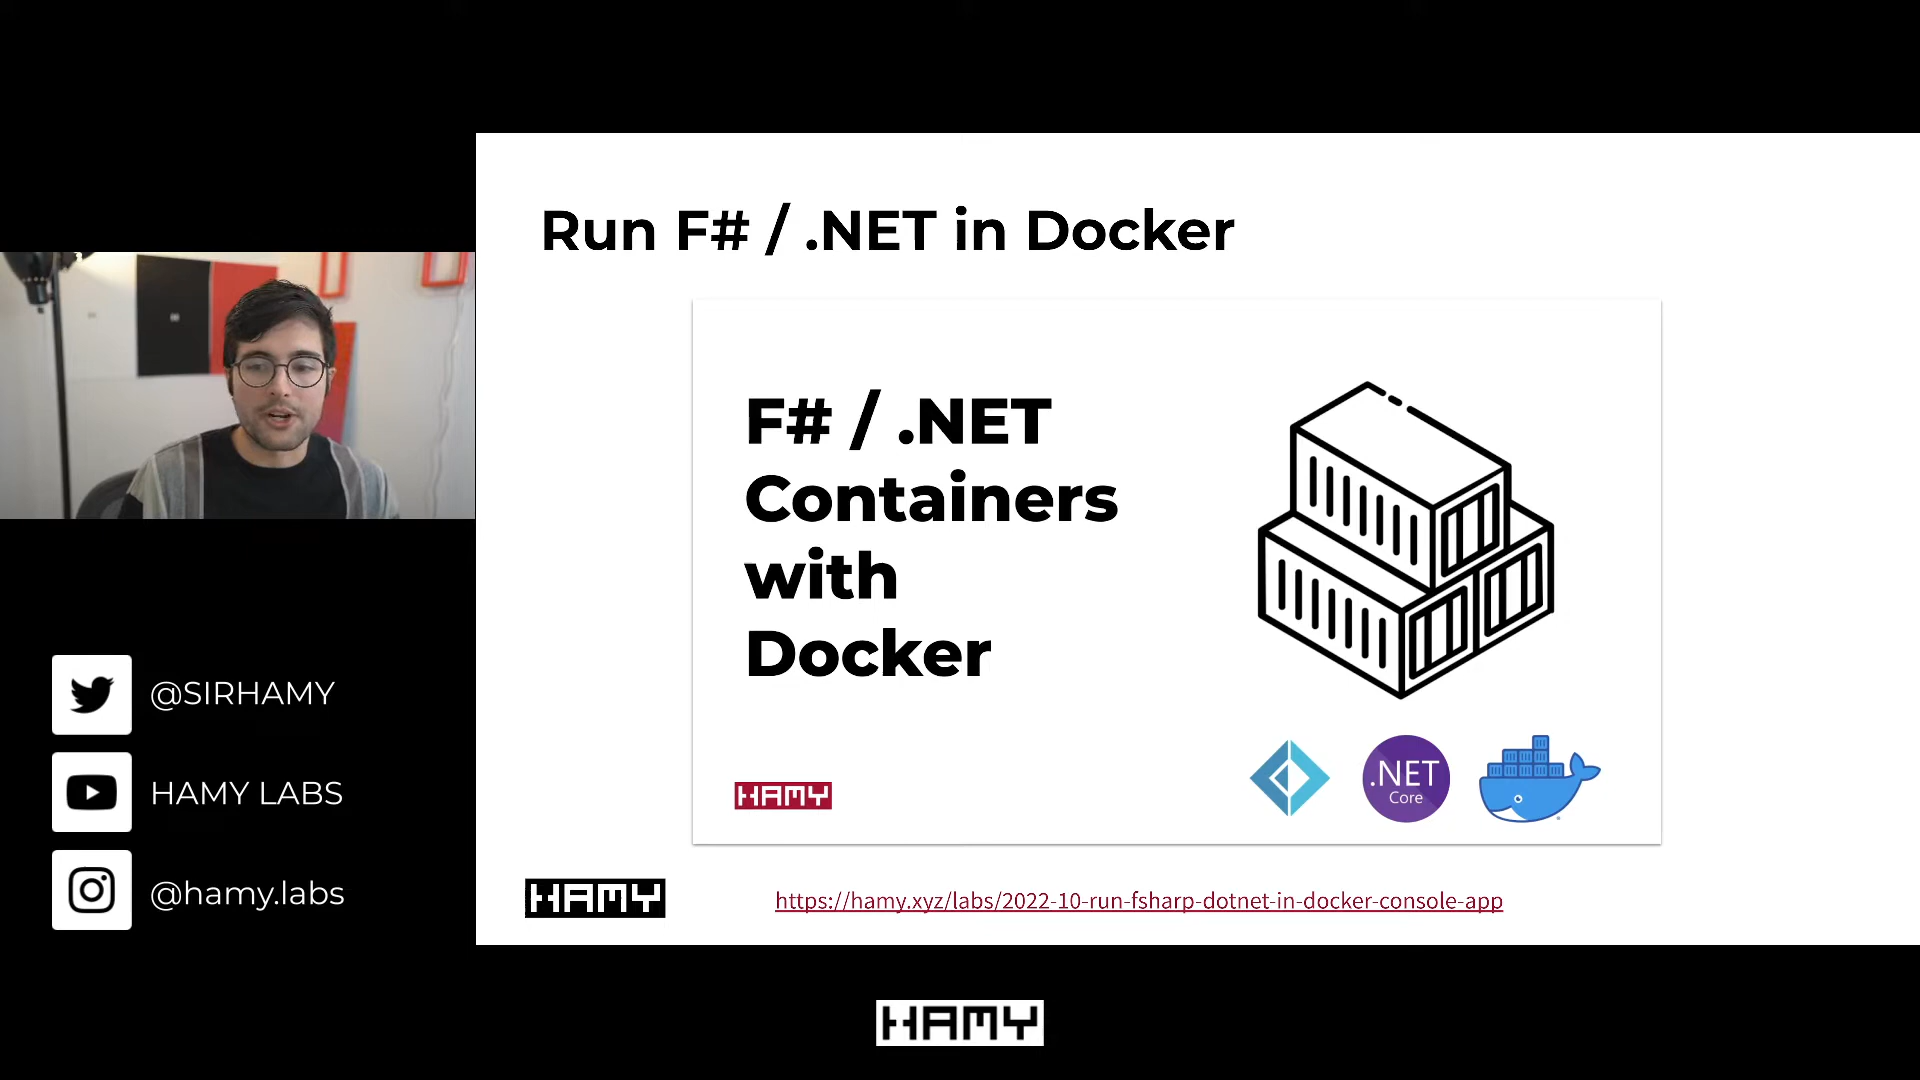 Run F# / .NET in Docker
F# / .NET
Containers
with
Docker
.NET
Core
HAMY
@SIRHAMY
HAMY LABS
@hamy.labs
HAMY
https://hamy.xyz/labs/2022-10-run-fsharp-dotnet-in-docker-console-app
HAMY